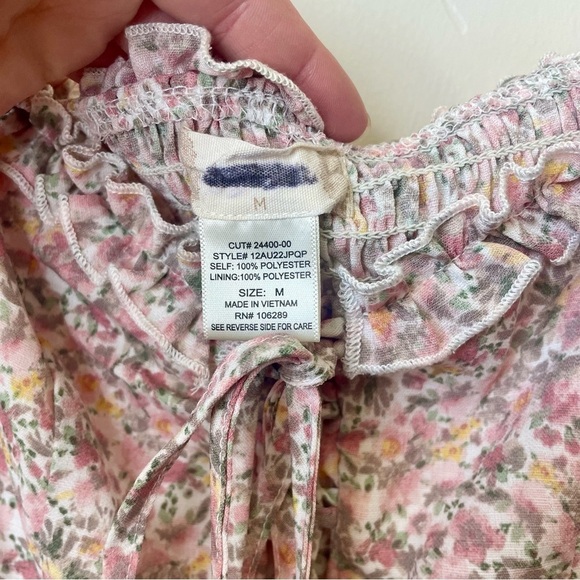 M
CUT# 24400-00
STYLE# 12AU22JPQP
SELF: 100% POLYESTER
LINING:100% POLYESTER
SIZE: M
MADE IN VIETNAM
RN# 106289
SEE REVERSE SIDE FOR CARE